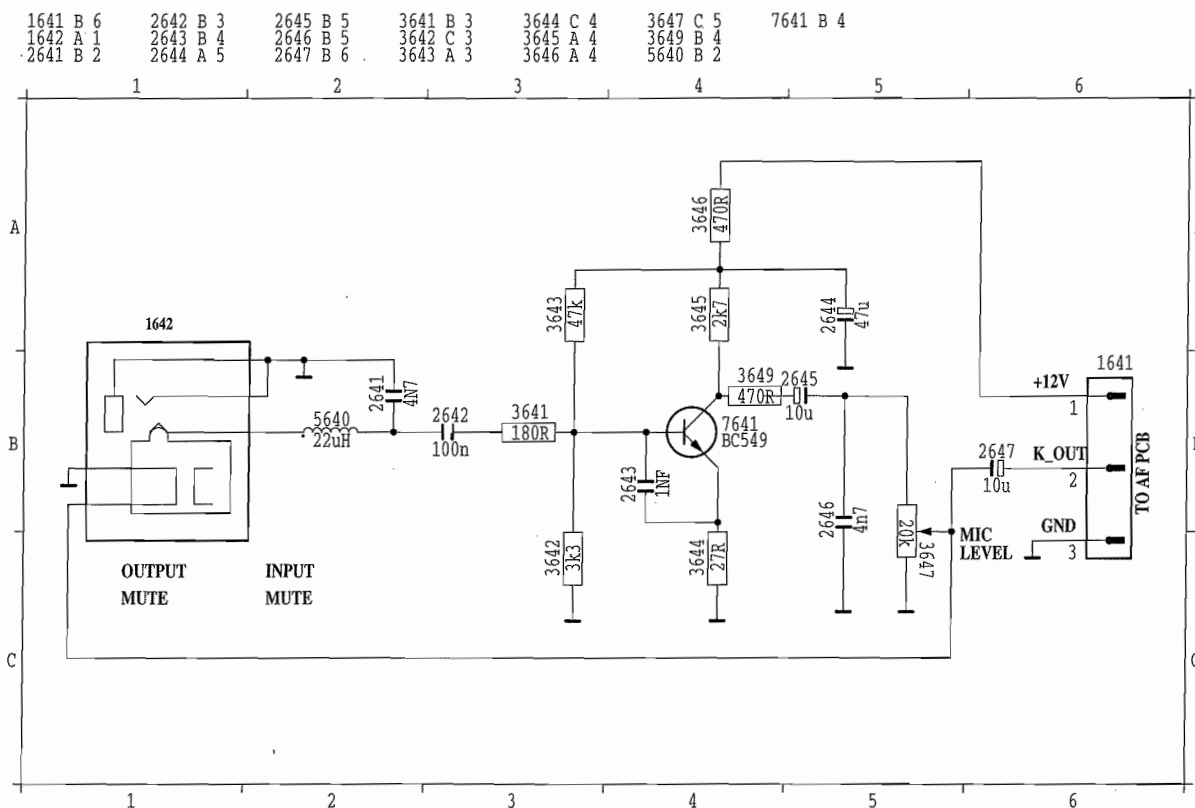 1641 B 6 2642 B 3 2645 B 5 3641 B 3 3644 C 4 3647 C 5 7641 B 4
1642 A 1 2643 B 4 2646 B 5 3642 C 3 3645 A 4 3649 B 4
2641 B 2 2644 A 5 2647 B 6 3643 A 3 3646 A 4 5640 B 2
1 2 3 4 5 6
A
3646
470R
3643
47k
3645
2k7
2644
47u
1642
1641
+12V
1
2641
4N7
3649
470R
2645
10u
B
5640
22uH
2642
100n
3641
180R
7641
BC549
2647
10u
K_OUT
2
TO AF PCB
2643
1NF
2646
4n7
20k
3647
MIC
LEVEL
GND
3
3642
3k3
3644
27R
OUTPUT
MUTE
INPUT
MUTE
C
1 2 3 4 5 6